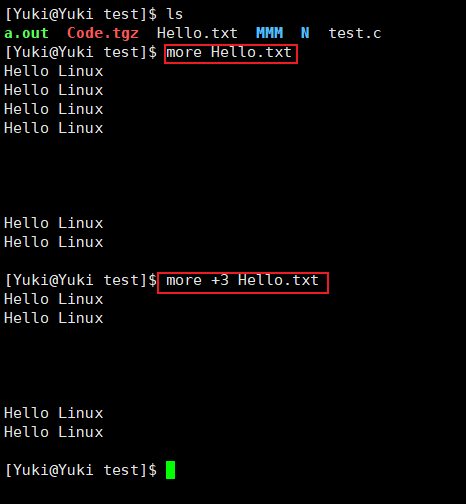 [Yuki@Yuki test]$ ls
a.out  Code.tgz  Hello.txt  MMM  N  test.c
[Yuki@Yuki test]$ more Hello.txt
Hello Linux
Hello Linux
Hello Linux
Hello Linux
Hello Linux
Hello Linux
[Yuki@Yuki test]$ more +3 Hello.txt
Hello Linux
Hello Linux
Hello Linux
Hello Linux
[Yuki@Yuki test]$